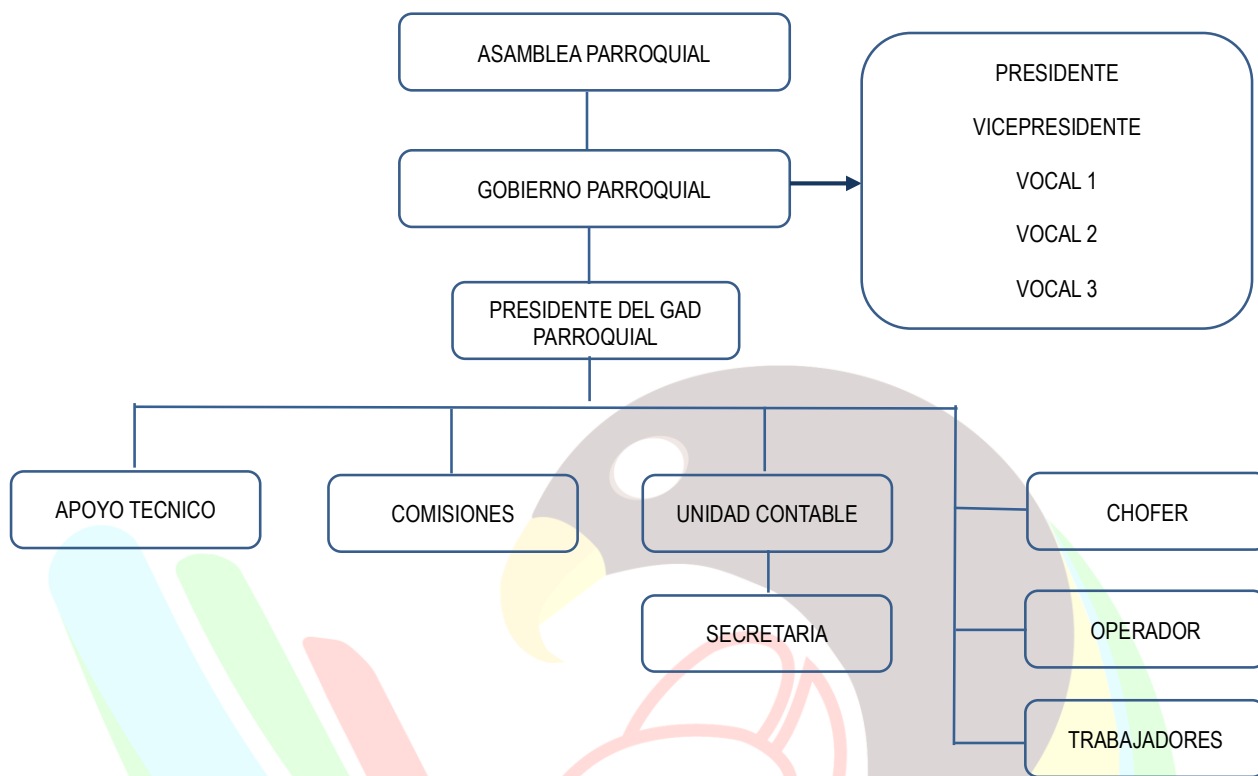 ASAMBLEA PARROQUIAL
PRESIDENTE
VICEPRESIDENTE
VOCAL 1
VOCAL 2
VOCAL 3
GOBIERNO PARROQUIAL
PRESIDENTE DEL GAD
PARROQUIAL
APOYO TECNICO
COMISIONES
UNIDAD CONTABLE
CHOFER
SECRETARIA
OPERADOR
TRABAJADORES